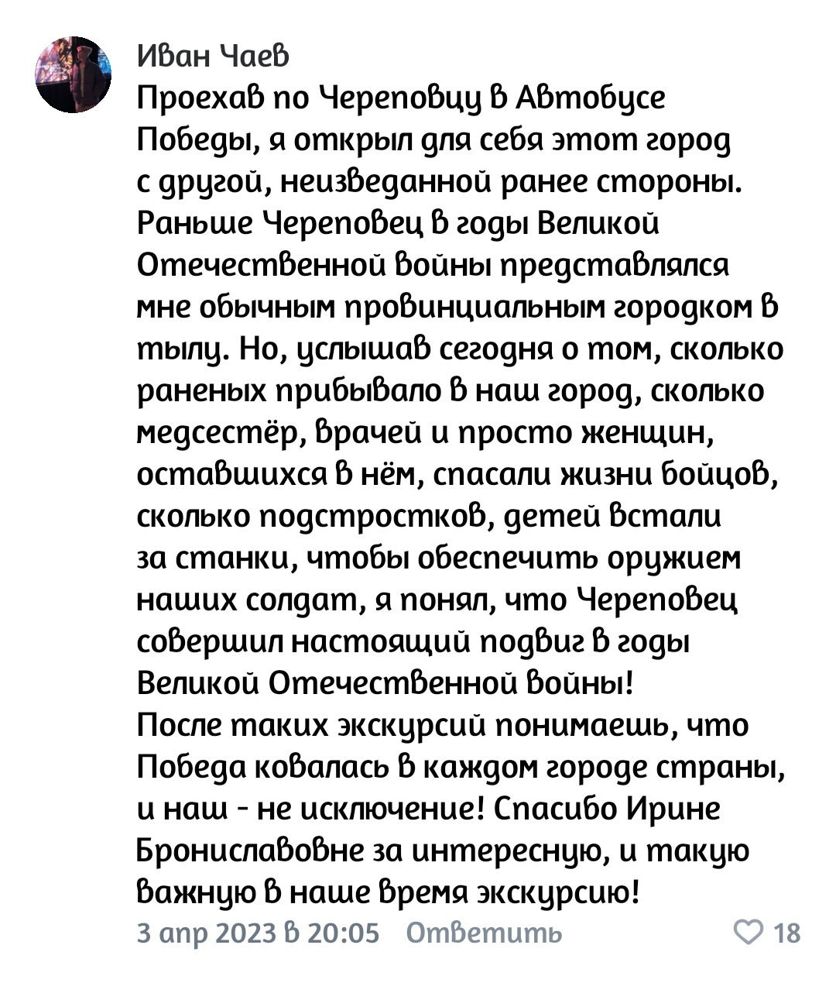 Иван Чаев
Проехав по Череповцу в Автобусе
Победы, я открыл для себя этот город
с другой, неизведанной ранее стороны.
Раньше Череповец в годы Великой
Отечественной войны представлялся
мне обычным провинциальным городком в
тылу. Но, услышав сегодня о том, сколько
раненых прибывало в наш город, сколько
медсестёр, врачей и просто женщин,
оставшихся в нём, спасали жизни бойцов,
сколько подстростков, детей встали
за станки, чтобы обеспечить оружием
наших солдат, я понял, что Череповец
совершил настоящий подвиг в годы
Великой Отечественной войны!
После таких экскурсий понимаешь, что
Победа ковалась в каждом городе страны,
и наш - не исключение! Спасибо Ирине
Брониславовне за интересную, и такую
важную в наше время экскурсию!
3 апр 2023 в 20:05 Ответить 18